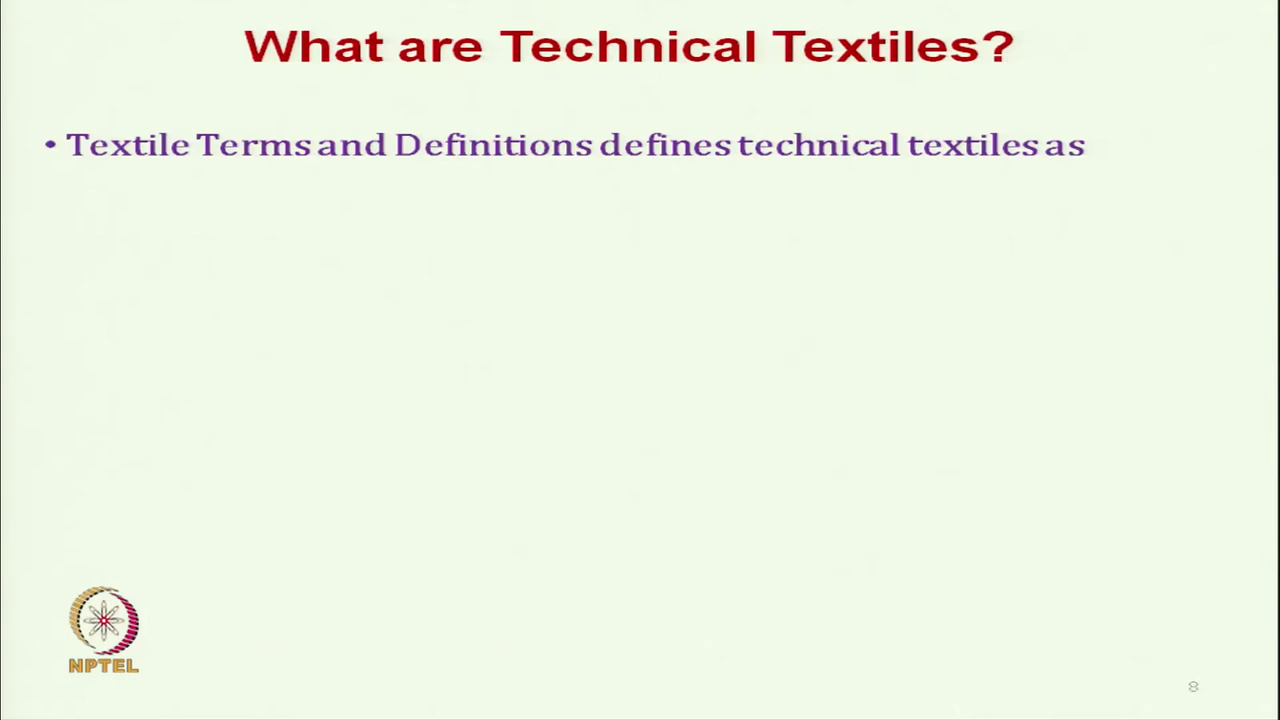 What are Technical Textiles?
• Textile Terms and Definitions defines technical textiles as
NPTEL
8